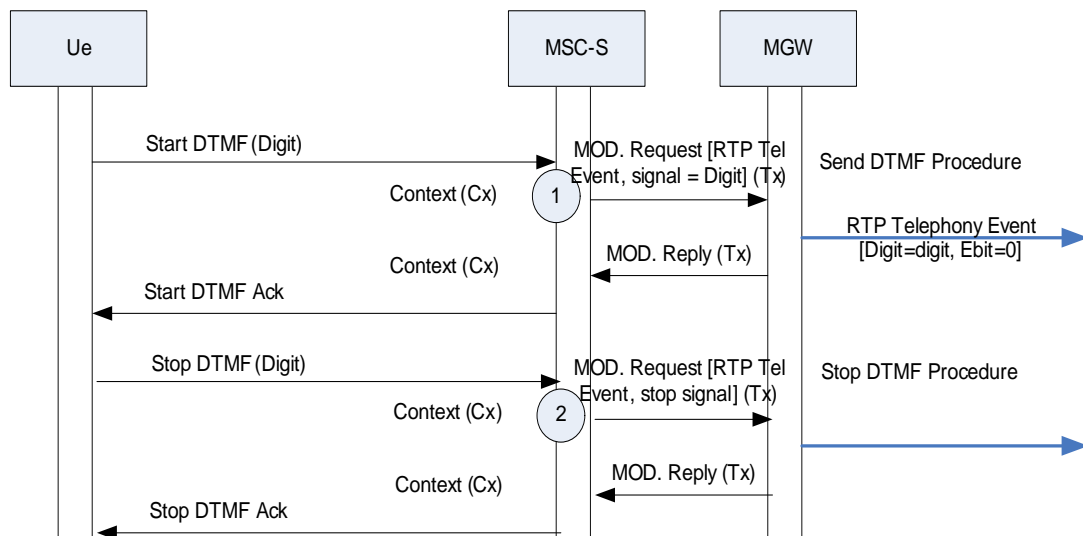 Ue
MSC-S
MGW
Start DTMF (Digit)
MOD. Request [RTP Tel
Event, signal = Digit] (Tx)
Send DTMF Procedure
Context (Cx)
1
RTP Telephony Event
[Digit=digit, Ebit=0]
MOD. Reply (Tx)
Context (Cx)
Start DTMF Ack
Stop DTMF (Digit)
MOD. Request [RTP Tel
Event, stop signal] (Tx)
Stop DTMF Procedure
Context (Cx)
2
MOD. Reply (Tx)
Context (Cx)
Stop DTMF Ack